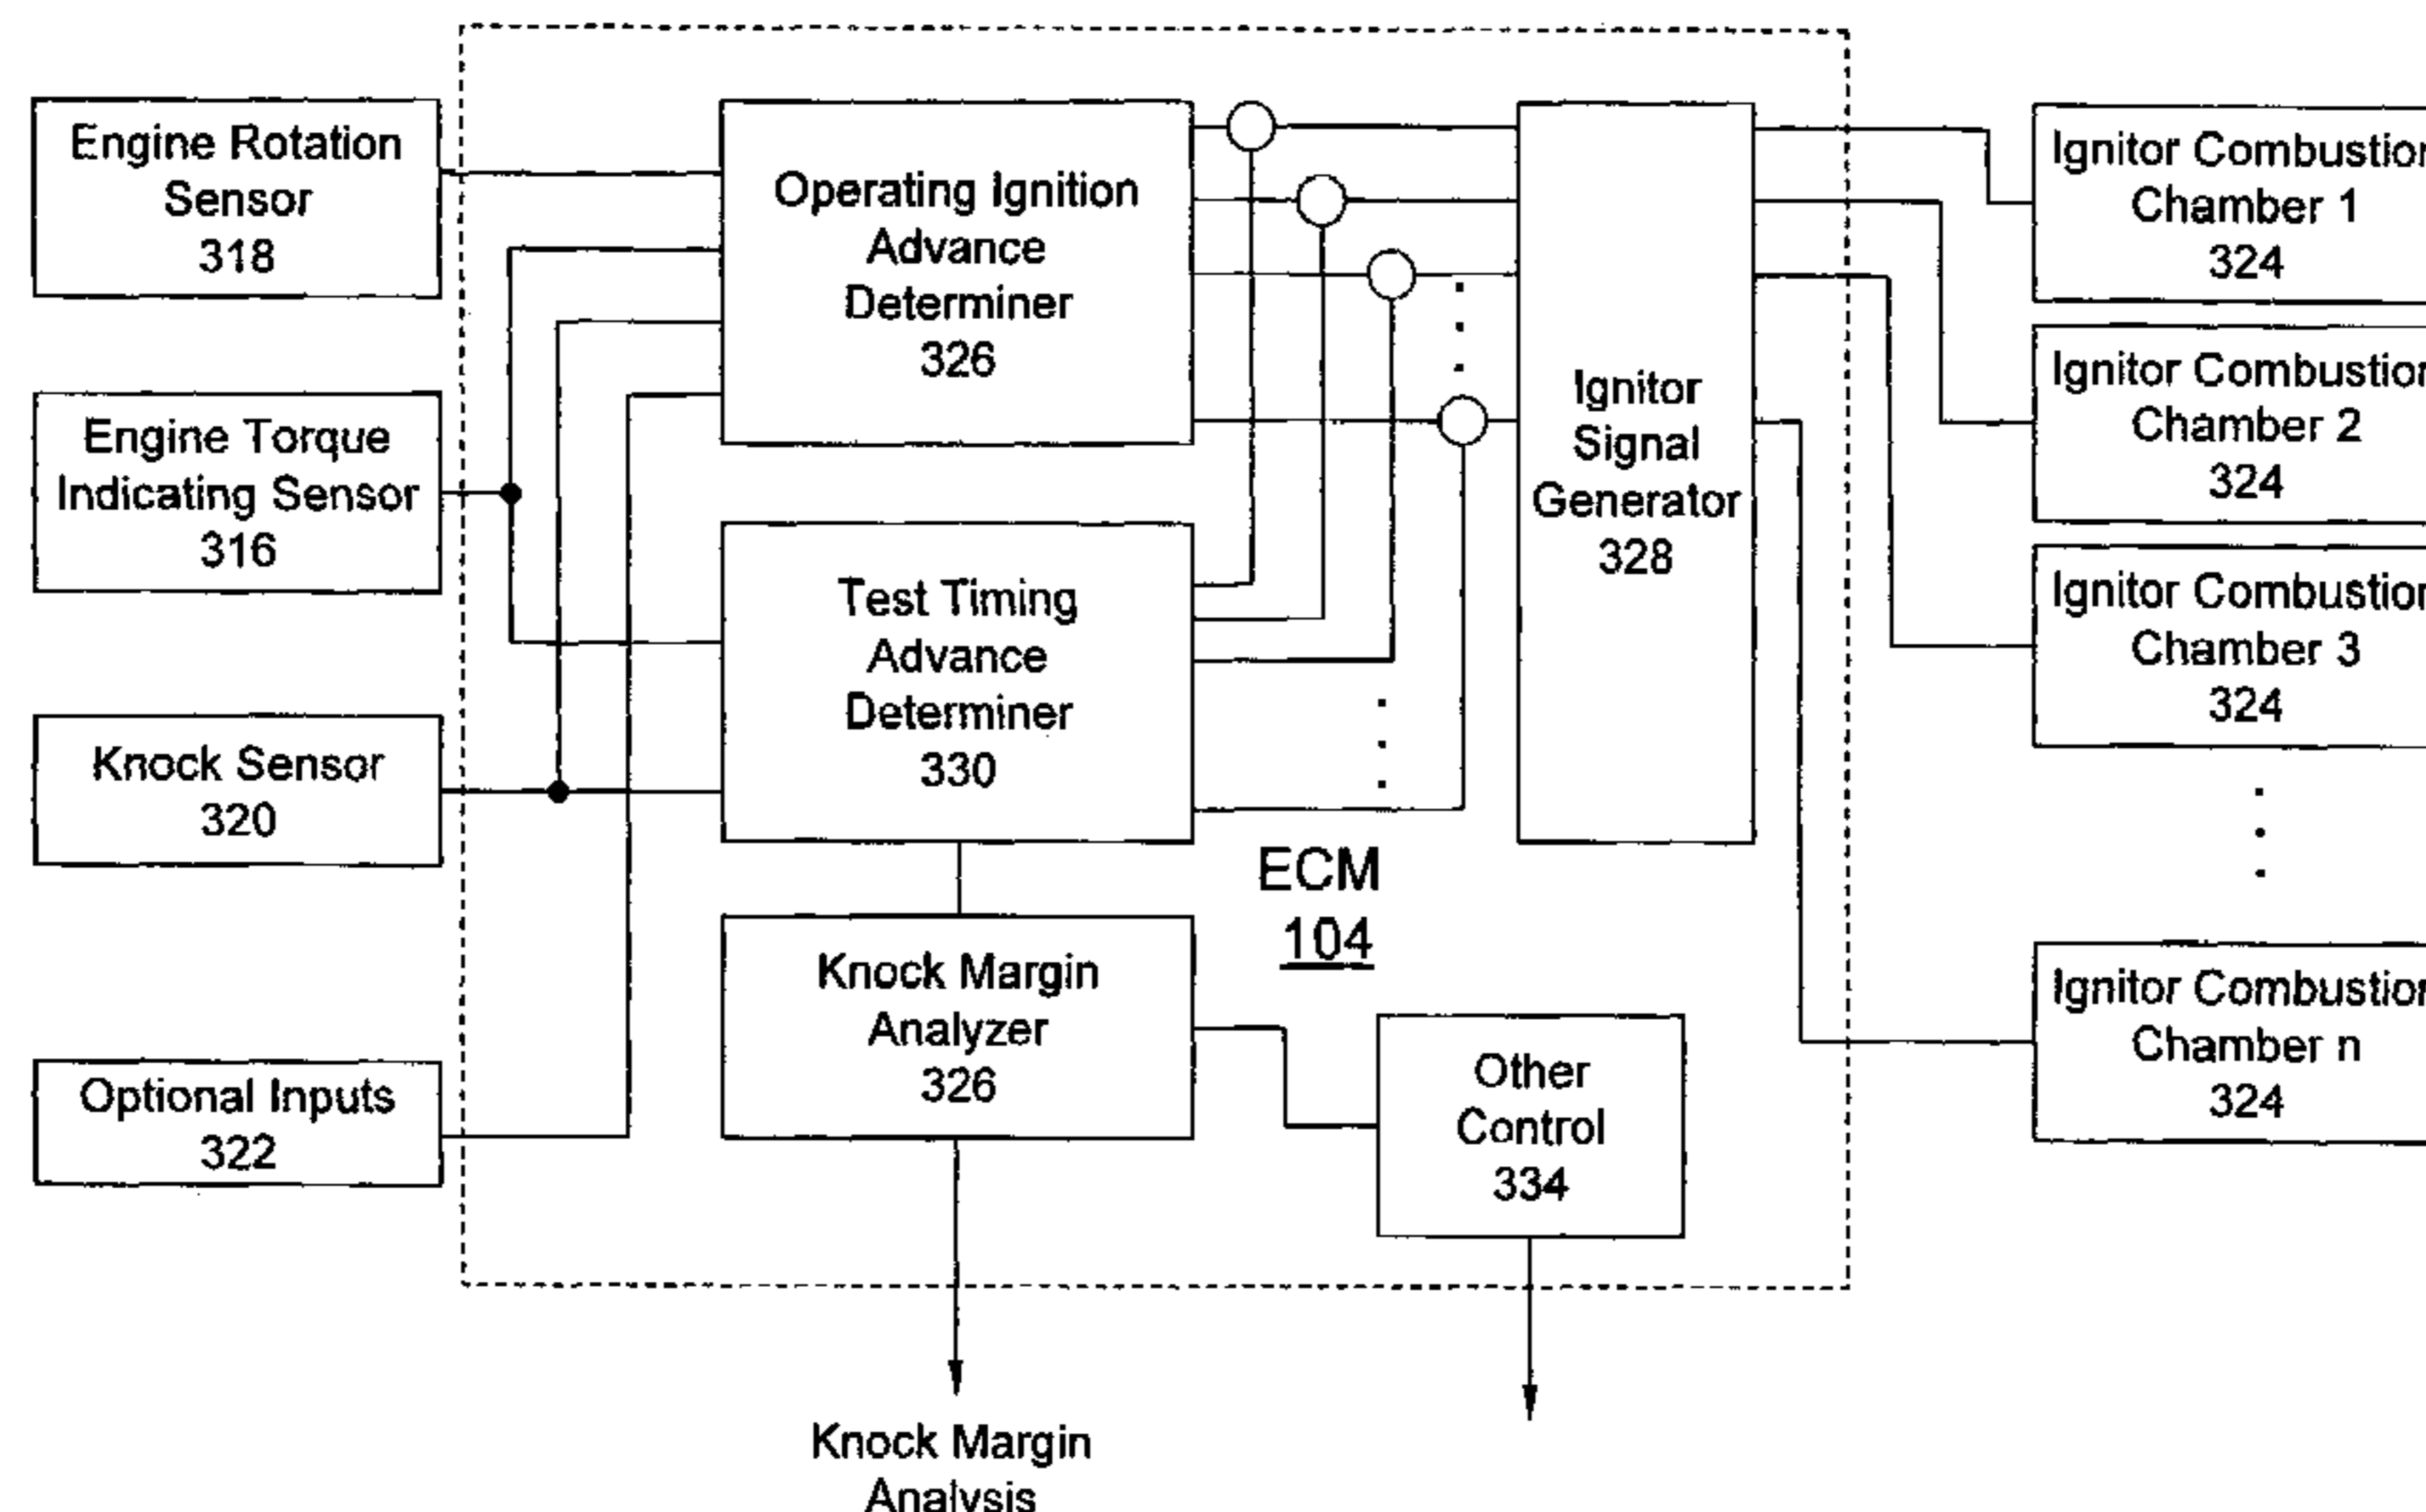 Engine Rotation
Sensor
318
Engine Torque
Indicating Sensor
316
Knock Sensor
320
Optional Inputs
322
Operating Ignition
Advance
Determiner
326
Test Timing
Advance
Determiner
330
Knock Margin
Analyzer
326
ECM
104
Other
Control
334
Ignitor
Signal
Generator
328
Ignitor Combustion
Chamber 1
324
Ignitor Combustion
Chamber 2
324
Ignitor Combustion
Chamber 3
324
Ignitor Combustion
Chamber n
324
Knock Margin
Analysis